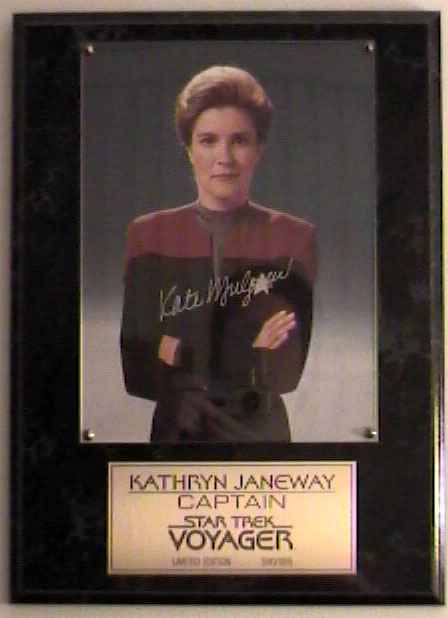 Kate Mulgrew
KATHRYN JANEWAY
CAPTAIN
STAR TREK
VOYAGER
LIMITED EDITION